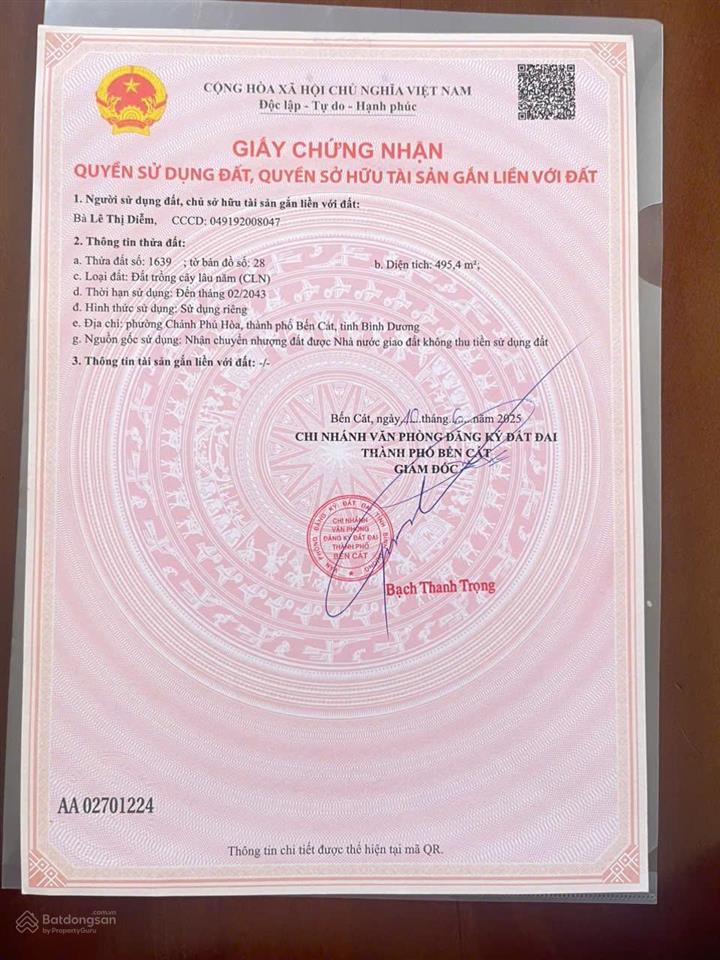 CỘNG HÒA XÃ HỘI CHỦ NGHĨA VIỆT NAM
Độc lập - Tự do - Hạnh phúc
GIẤY CHỨNG NHẬN
QUYỀN SỬ DỤNG ĐẤT, QUYỀN SỞ HỮU TÀI SẢN GẮN LIỀN VỚI ĐẤT
1. Người sử dụng đất, chủ sở hữu tài sản gắn liền với đất:
Bà Lê Thị Diễm, CCCD: 049192008047
2. Thông tin thửa đất:
a. Thửa đất số: 1639 ; tờ bản đồ số: 28 b. Diện tích: 495,4 m²;
c. Loại đất: Đất trồng cây lâu năm (CLN)
d. Thời hạn sử dụng: Đến tháng 02/2043
đ. Hình thức sử dụng: Sử dụng riêng
e. Địa chỉ: phường Chánh Phú Hòa, thành phố Bến Cát, tỉnh Bình Dương
g. Nguồn gốc sử dụng: Nhận chuyển nhượng đất được Nhà nước giao đất không thu tiền sử dụng đất
3. Thông tin tài sản gắn liền với đất: -/-
Bến Cát, ngày 10 tháng 6 năm 2025
CHI NHÁNH VĂN PHÒNG ĐĂNG KÝ ĐẤT ĐAI
THÀNH PHỐ BẾN CÁT
GIÁM ĐỐC
CHI NHÁNH
VĂN PHÒNG
ĐĂNG KÝ ĐẤT ĐAI
THÀNH PHỐ
BẾN CÁT
Bạch Thanh Trọng
AA 02701224
Thông tin chi tiết được thể hiện tại mã QR.
Batdongsan.com.vn
by PropertyGuru